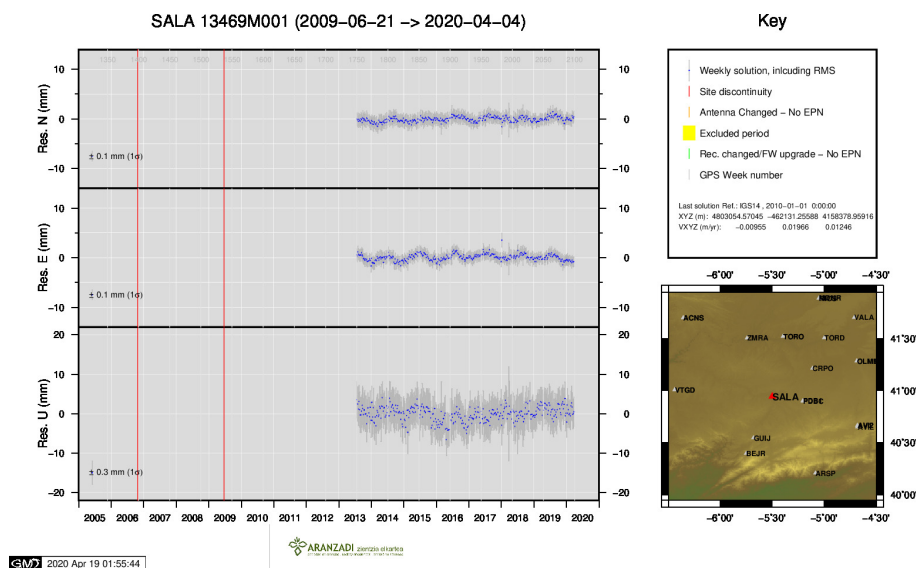 SALA 13469M001 (2009−06−21 −> 2020−04−04)
Key
1350 1400 1450 1500 1550 1600 1650 1700 1750 1800 1850 1900 1950 2000 2050 2100
Res. N (mm)
10 10
0 0
−10 −10
0.1 mm (1σ)
Res. E (mm)
10 10
0 0
−10 −10
0.1 mm (1σ)
Res. U (mm)
20 20
10 10
0 0
−10 −10
−20 −20
0.3 mm (1σ)
2005 2006 2007 2008 2009 2010 2011 2012 2013 2014 2015 2016 2017 2018 2019 2020
Weekly solution, inlcuding RMS
Site discontinuity
Antenna Changed − No EPN
Excluded period
Rec. changed/FW upgrade − No EPN
GPS Week number
Last solution Ref.: IGS14 , 2010−01−01 0:00:00
XYZ (m): 4803054.57045 −462131.25588 4158378.95916
VXYZ (m/yr): −0.00955 0.01966 0.01246
−6˚00' −5˚30' −5˚00' −4˚30'
ACNS
VALA
ZMRA
TORO
TORD
41˚30'
OLME
CRPO
VTGD
41˚00'
SALA
GUIJ
40˚30'
BEJR
ARSP
40˚00'
−6˚00' −5˚30' −5˚00' −4˚30'
ARANZADI zientzie elkartea
GMT 2020 Apr 19 01:55:44